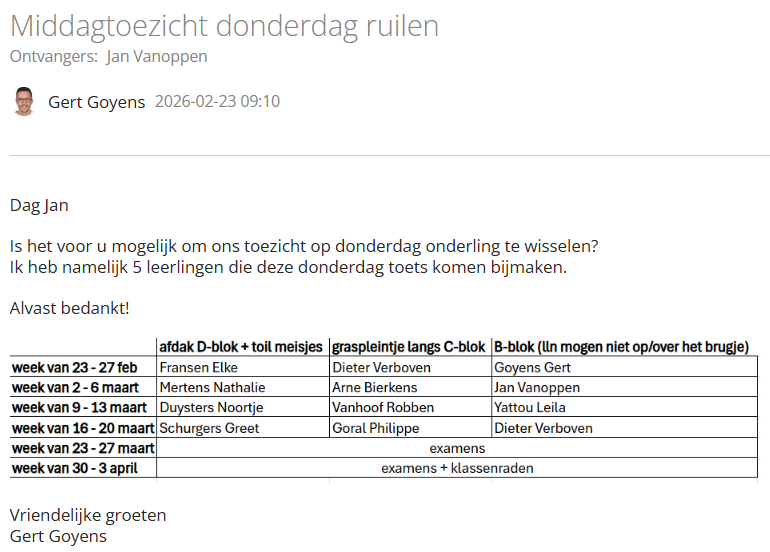 Middagtoezicht donderdag ruilen
Ontvangers: Jan Vanoppen
Gert Goyens 2026-02-23 09:10
Dag Jan
Is het voor u mogelijk om ons toezicht op donderdag onderling te wisselen?
Ik heb namelijk 5 leerlingen die deze donderdag toets komen bijmaken.
Alvast bedankt!
afdak D-blok + toil meisjes graspleintje langs C-blok B-blok (lln mogen niet op/over het brugje)
week van 23 - 27 feb Fransen Elke Dieter Verboven Goyens Gert
week van 2 - 6 maart Mertens Nathalie Arne Bierkens Jan Vanoppen
week van 9 - 13 maart Duysters Noortje Vanhoof Robben Yattou Leila
week van 16 - 20 maart Schurgers Greet Goral Philippe Dieter Verboven
week van 23 - 27 maart examens
week van 30 - 3 april examens + klassenraden
Vriendelijke groeten
Gert Goyens